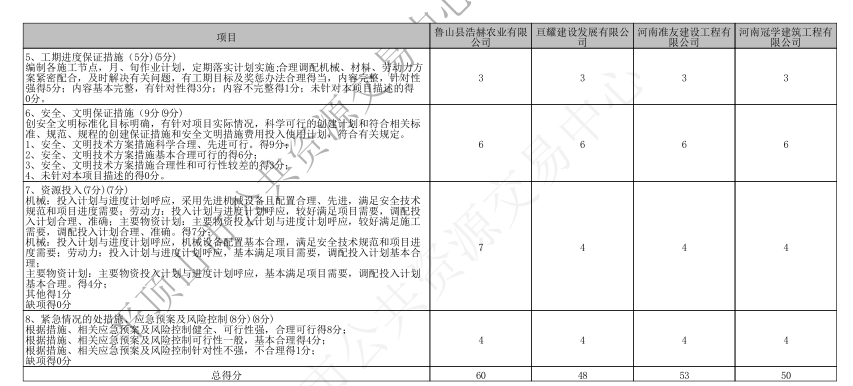 项目 鲁山县浩赫农业有限公司 亘耀建设发展有限公司 河南准友建设工程有限公司 河南冠学建筑工程有限公司
5、工期进度保证措施 (5分)(5分)
编制各施工节点，月、旬作业计划，定期落实计划实施;合理调配机械、材料、劳动力方
案紧密配合，及时解决有关问题，有工期目标及奖惩办法合理得当，内容完整，针对性
强得5分；内容基本完整，有针对性得3分；内容不完整得1分；未针对本项目描述的得
0分。
3 3 3 3
6、安全、文明保证措施 (9分)(9分)
创安全文明标准化目标明确，有针对项目实际情况，科学可行的创建计划和符合相关标
准、规范、规程的创建保证措施和安全文明措施费用投入使用计划，符合有关规定。
1、安全、文明技术方案措施科学合理、先进可行。得9分；
2、安全、文明技术方案措施基本合理可行的得6分；
3、安全、文明技术方案措施合理性和可行性较差的得3分；
4、未针对本项目描述的得0分。
6 6 6 6
7、资源投入(7分)(7分)
机械：投入计划与进度计划呼应，采用先进机械设备且配置合理、先进，满足安全技术
规范和项目进度需要；劳动力：投入计划与进度计划呼应，较好满足项目需要，调配投
入计划合理、准确；主要物资计划：主要物资投入计划与进度计划呼应，较好满足施工
需要，调配投入计划合理、准确。得7分；
机械：投入计划与进度计划呼应，机械设备配置基本合理，满足安全技术规范和项目进
度需要；劳动力：投入计划与进度计划呼应，基本满足项目需要，调配投入计划基本合
理；
主要物资计划：主要物资投入计划与进度计划呼应，基本满足项目需要，调配投入计划
基本合理。得4分；
其他得1分
缺项得0分
7 4 4 4
8、紧急情况的处措施、应急预案及风险控制(8分)(8分)
根据措施、相关应急预案及风险控制健全、可行性强，合理可行得8分；
根据措施、相关应急预案及风险控制可行性一般，基本合理得4分；
根据措施、相关应急预案及风险控制针对性不强，不合理得1分；
缺项得0分
4 4 4 4
总得分 60 48 53 50
平顶山市公共资源交易中心
市公共资源交易中心